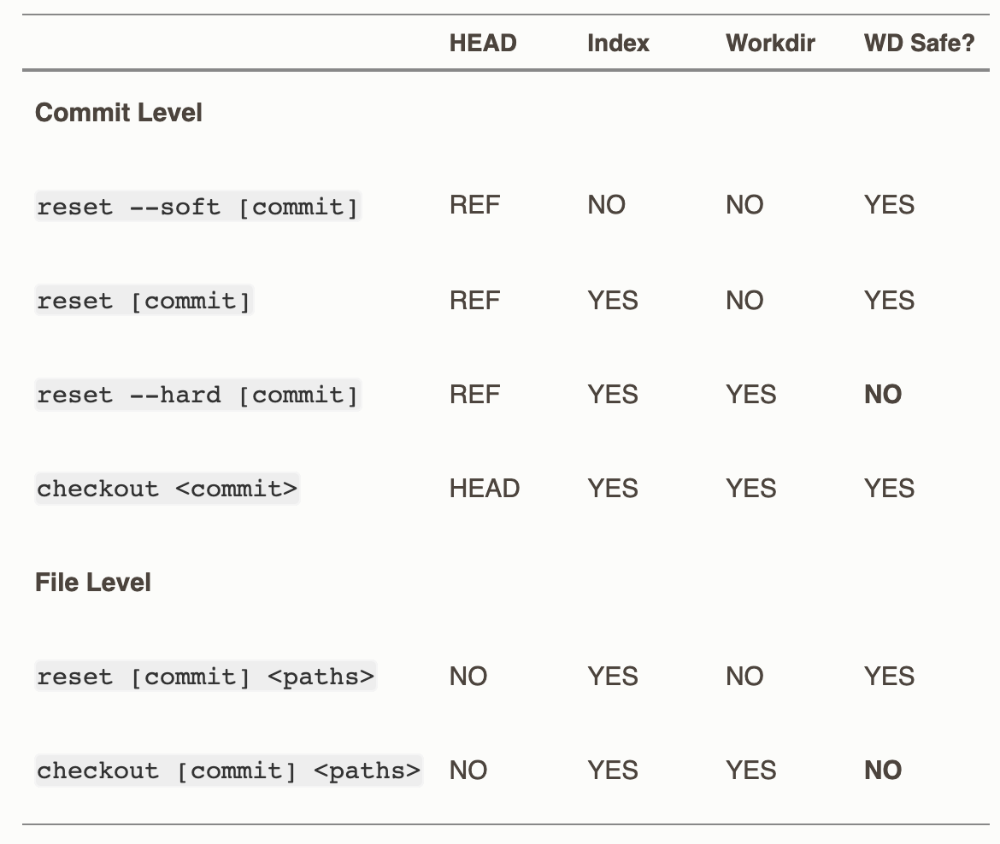 HEAD Index Workdir WD Safe?
Commit Level
reset --soft [commit] REF NO NO YES
reset [commit] REF YES NO YES
reset --hard [commit] REF YES YES NO
checkout <commit> HEAD YES YES YES
File Level
reset [commit] <paths> NO YES NO YES
checkout [commit] <paths> NO YES YES NO